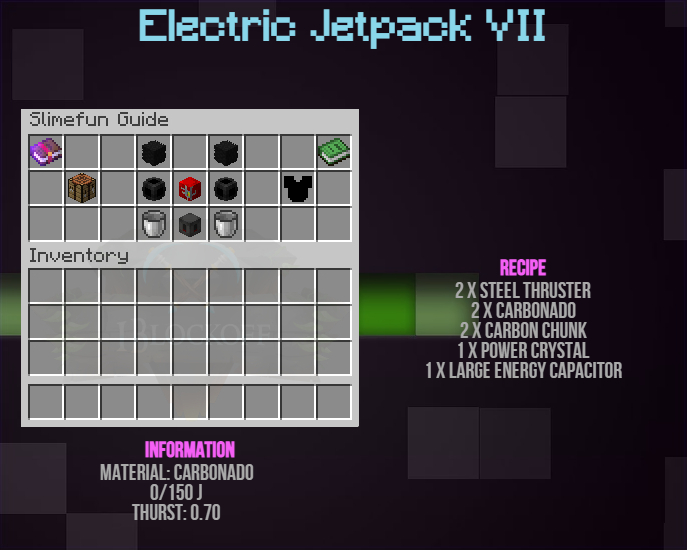 Electric Jetpack VII
Slimefun Guide
Inventory
IBLOCKOFF
RECIPE
2 X STEEL THRUSTER
2 X CARBONADO
2 X CARBON CHUNK
1 X POWER CRYSTAL
1 X LARGE ENERGY CAPACITOR
INFORMATION
MATERIAL: CARBONADO
0/150 J
THURST: 0.70